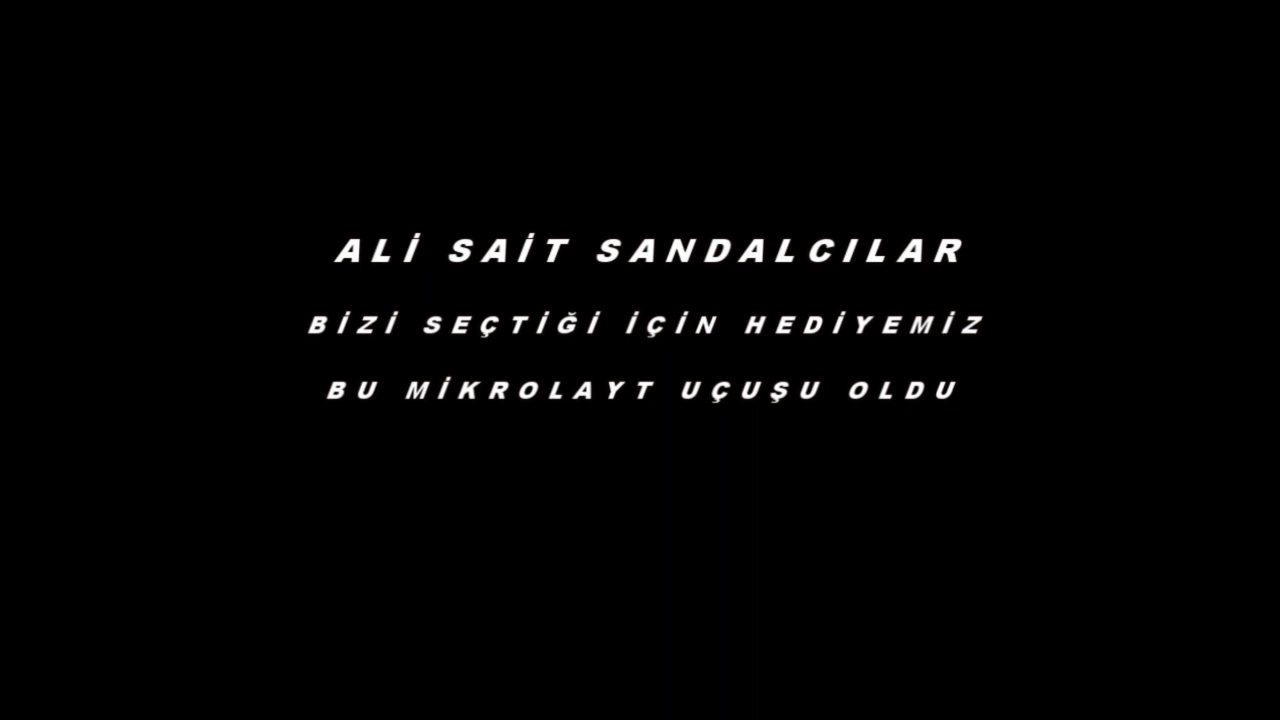 ALİ SAİT SANDALCILAR
BİZİ SEÇTİĞİ İÇİN HEDİYEMİZ
BU MİKROLAYT UÇUŞU OLDU